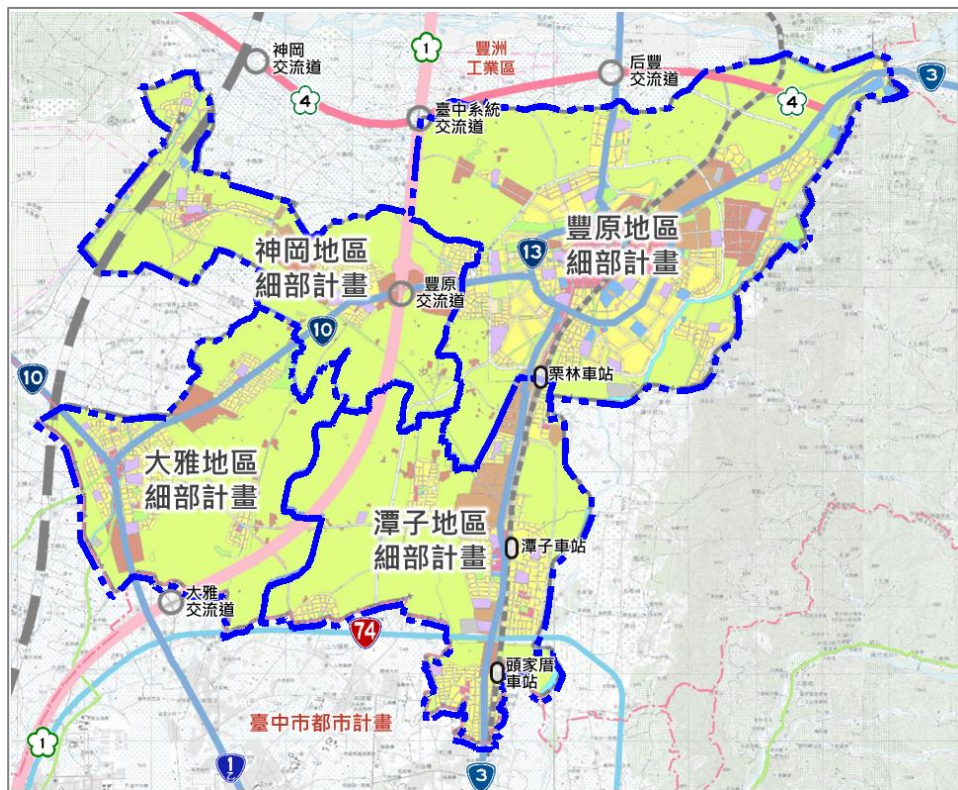 神岡
交流道
1
豐洲
工業區
后豐
交流道
3
4
4
臺中系統
交流道
豐原地區
細部計畫
神岡地區
細部計畫
13
豐原
交流道
10
10
栗林車站
大雅地區
細部計畫
潭子地區
細部計畫
潭子車站
大雅
交流道
74
頭家厝
車站
臺中市都市計畫
1
1乙
3